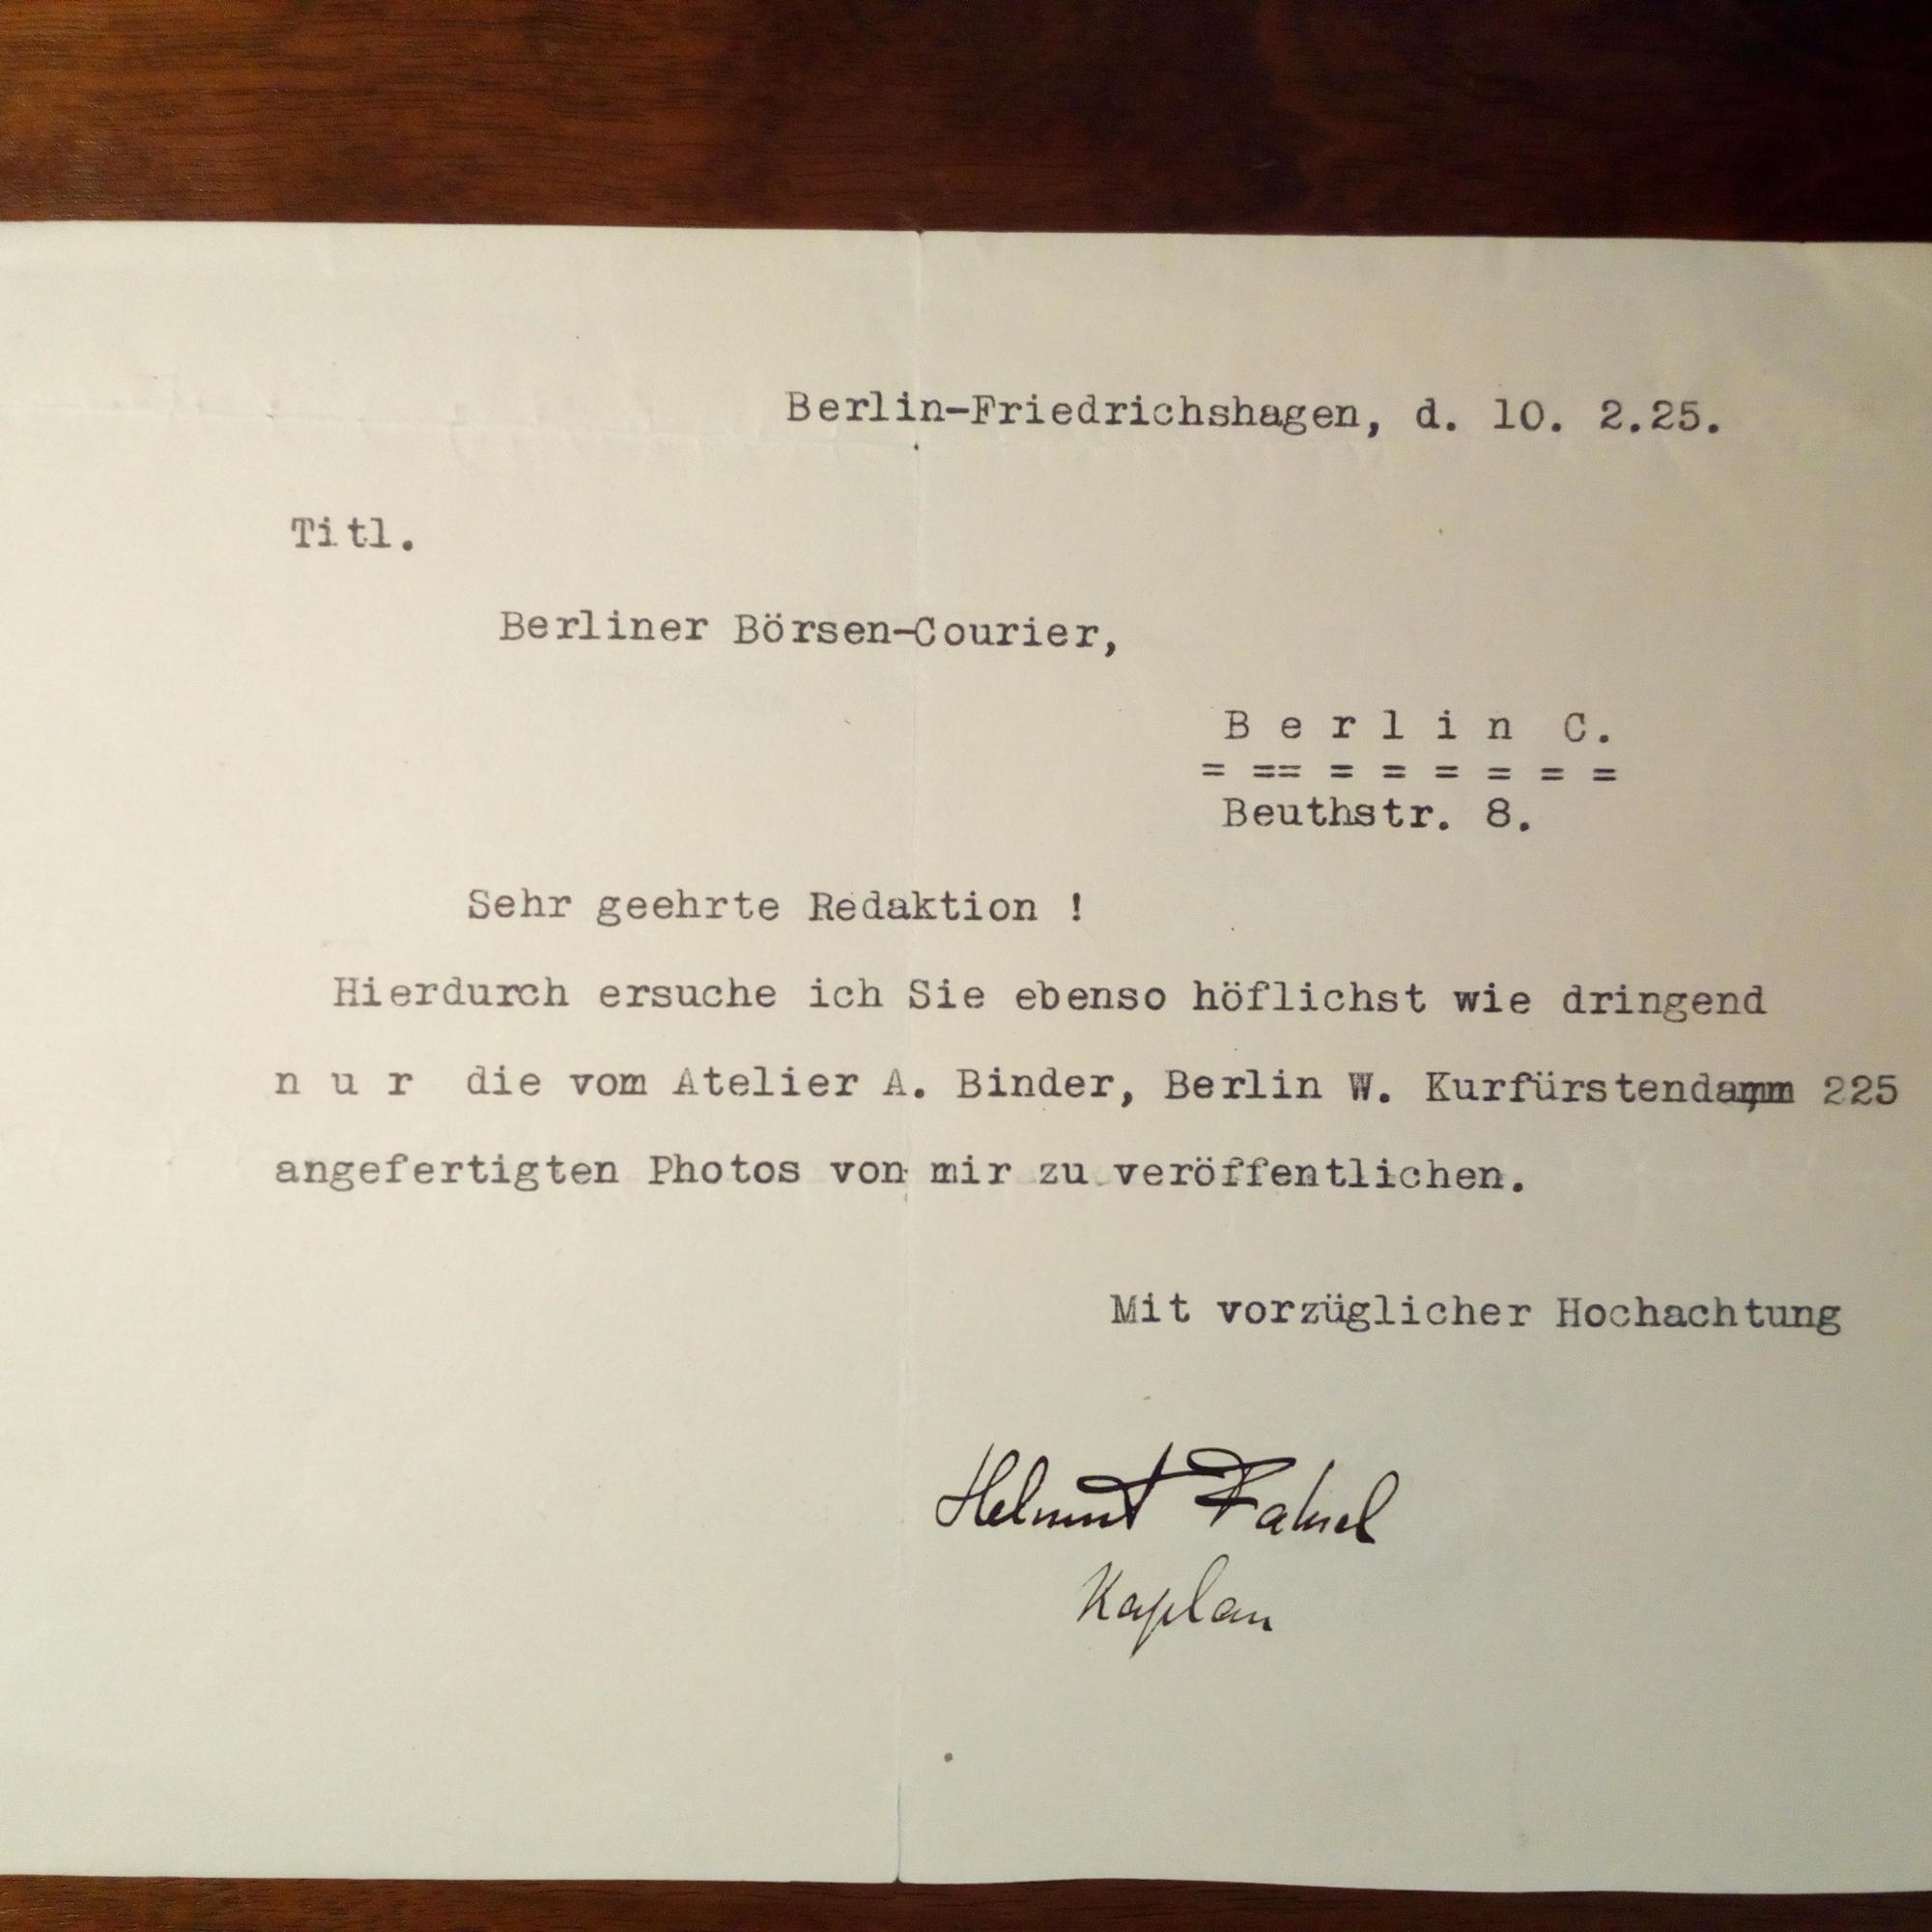 Berlin-Friedrichshagen, d. 10. 2.25.
Titl.
Berliner Börsen-Courier,
B e r l i n  C.
= == = = = = = = =
Beuthstr. 8.
Sehr geehrte Redaktion !
Hierdurch ersuche ich Sie ebenso höflichst wie dringend
n u r  die vom Atelier A. Binder, Berlin W. Kurfürstendamm 225
angefertigten Photos von mir zu veröffentlichen.
Mit vorzüglicher Hochachtung
Helmut Fahsel
Kaplan